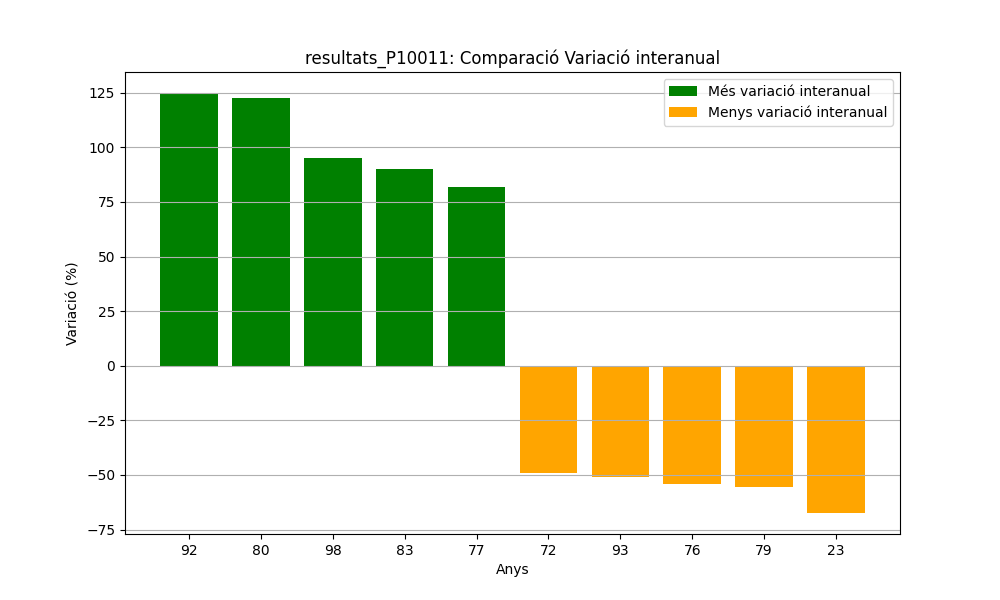 resultats_P10011: Comparació Variació interanual
Més variació interanual
Menys variació interanual
Variació (%)
125
100
75
50
25
0
−25
−50
−75
92 80 98 83 77 72 93 76 79 23
Anys